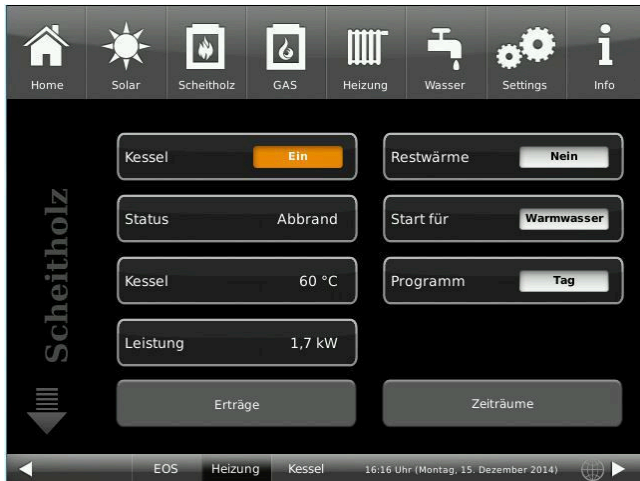 Home Solar Scheitholz GAS Heizung Wasser Settings Info
Scheitholz
Kessel Ein
Restwärme Nein
Status Abbrand
Start für Warmwasser
Kessel 60 °C
Programm Tag
Leistung 1,7 kW
Erträge
Zeiträume
EOS Heizung Kessel 16:16 Uhr (Montag, 15. Dezember 2014)